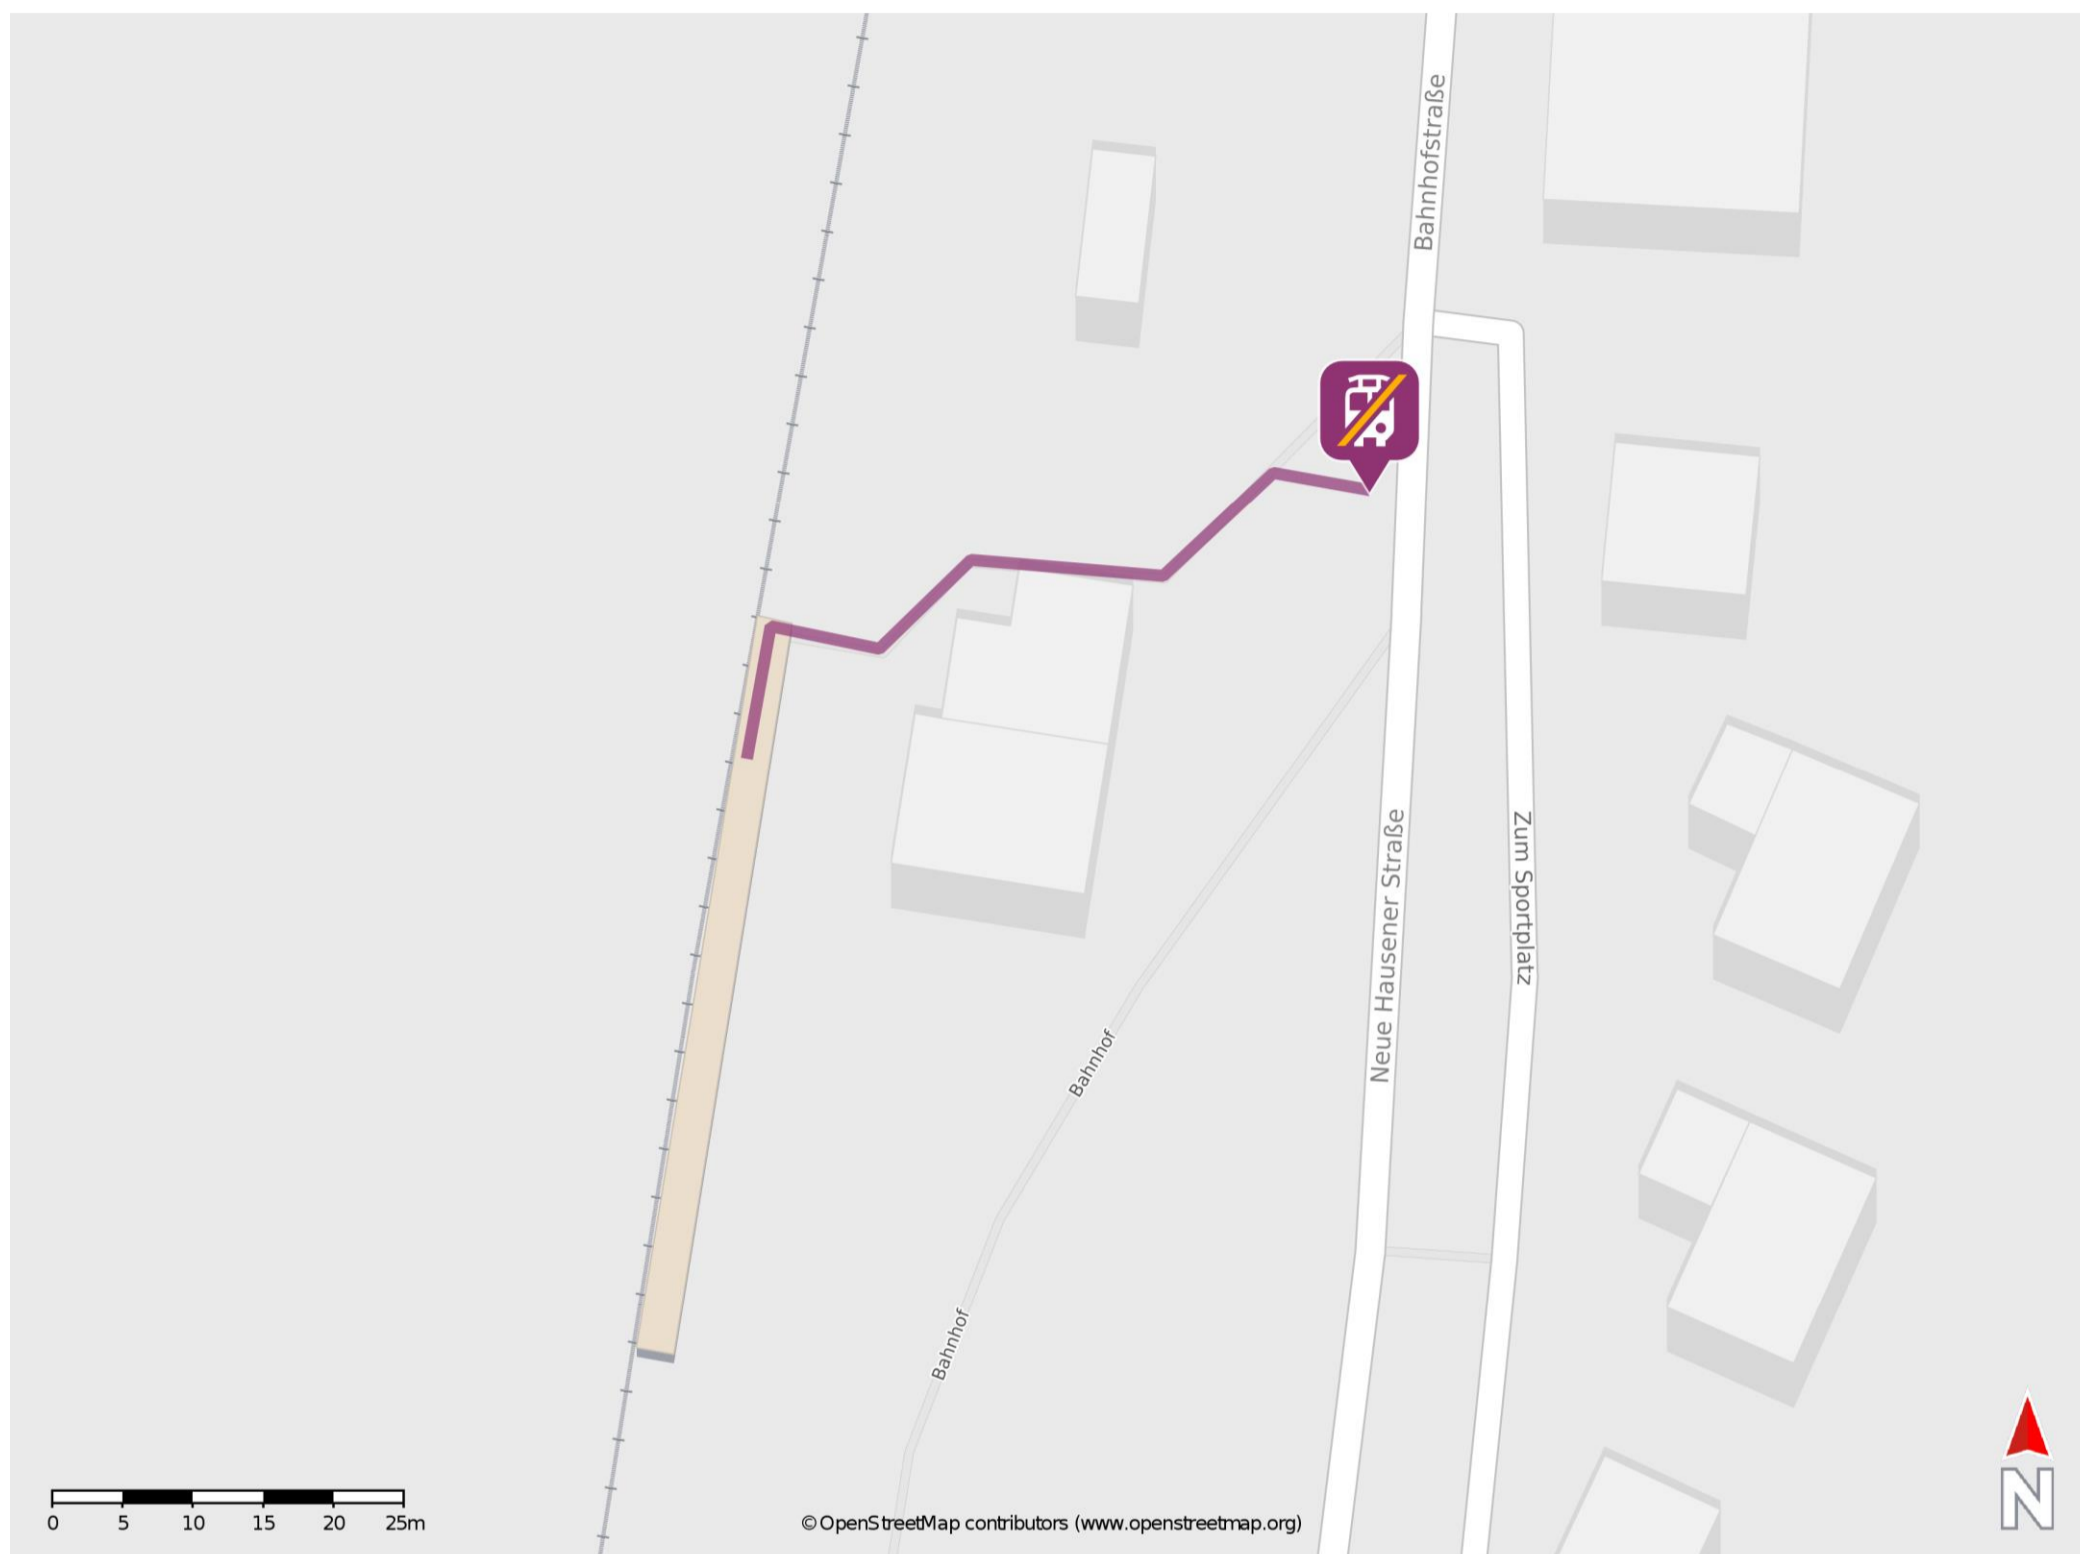 Bahnhofstraße
Neue Hausener Straße
Zum Sportplatz
Bahnhof
Bahnhof
0 5 10 15 20 25m
© OpenStreetMap contributors (www.openstreetmap.org)
N